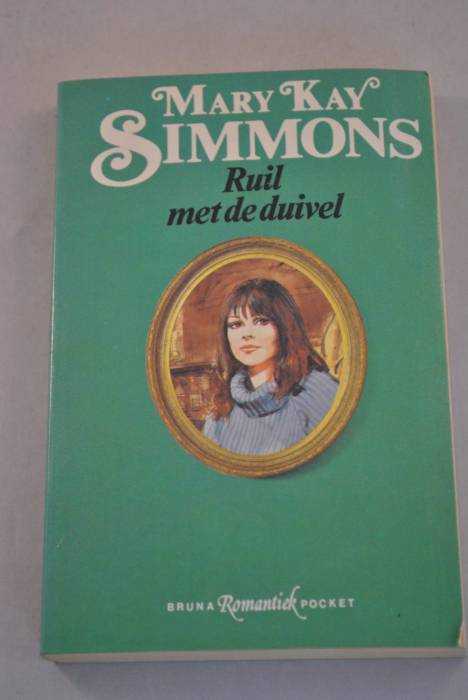 MARY KAY
SIMMONS
Ruil
met de duivel
BRUNA Romantiek POCKET